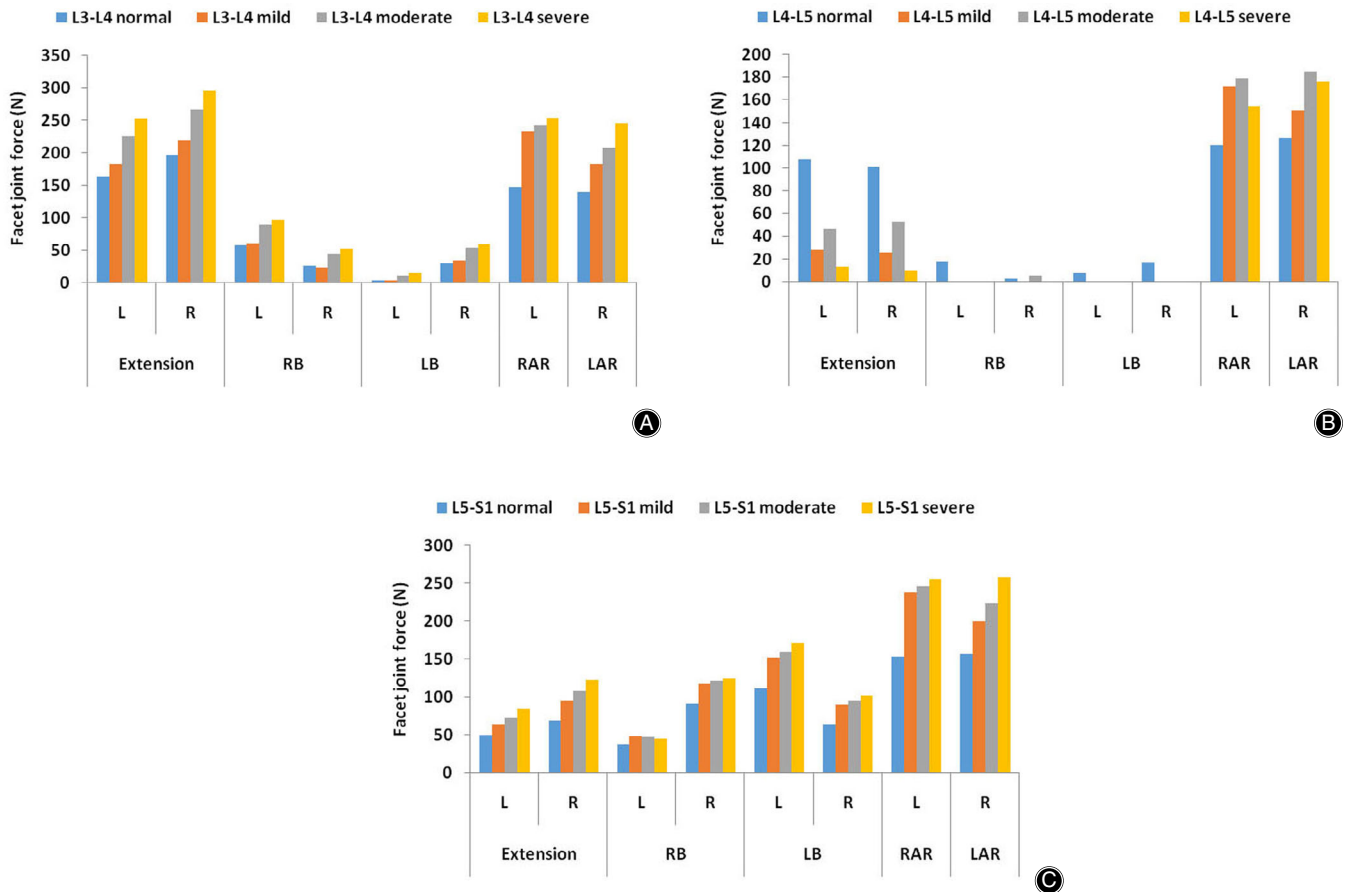 L3-L4 normal L3-L4 mild L3-L4 moderate L3-L4 severe
Facet joint force (N)
350
300
250
200
150
100
50
0
L R L R L R L R
Extension RB LB RAR LAR
A
L4-L5 normal L4-L5 mild L4-L5 moderate L4-L5 severe
Facet joint force (N)
200
180
160
140
120
100
80
60
40
20
0
L R L R L R L R
Extension RB LB RAR LAR
B
L5-S1 normal L5-S1 mild L5-S1 moderate L5-S1 severe
Facet joint force (N)
300
250
200
150
100
50
0
L R L R L R L R
Extension RB LB RAR LAR
C